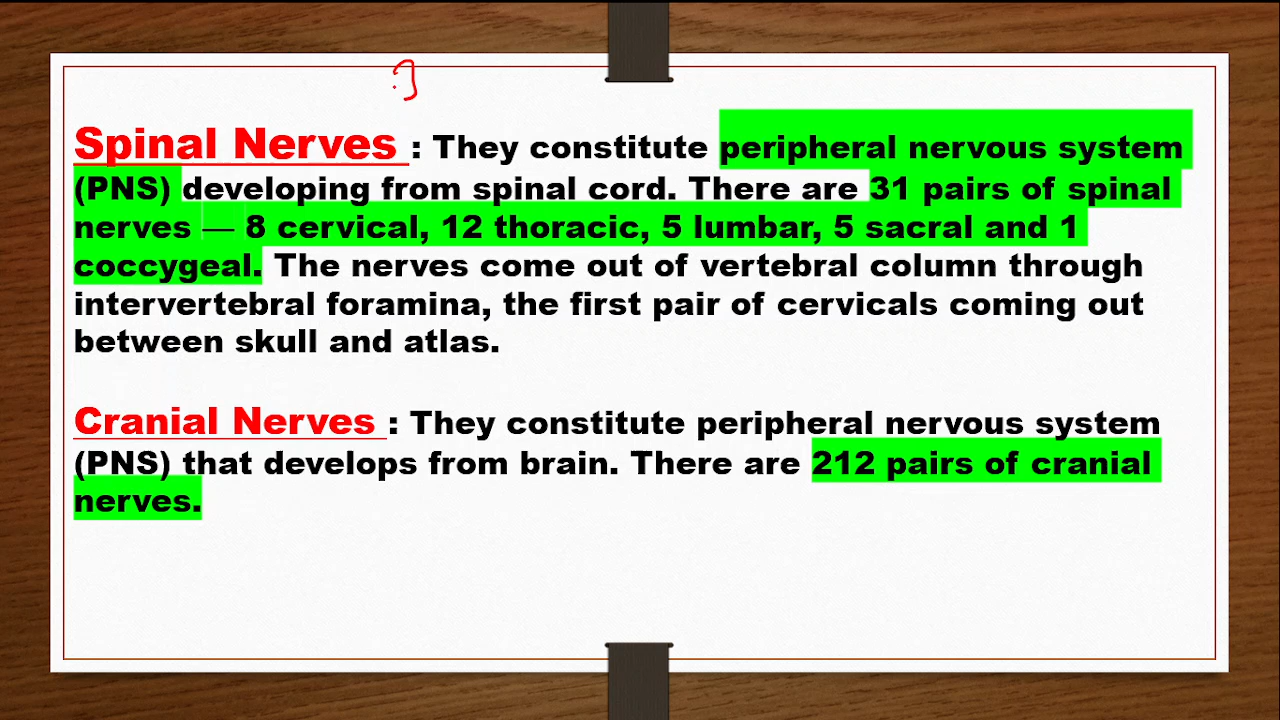 Spinal Nerves : They constitute peripheral nervous system
(PNS) developing from spinal cord. There are 31 pairs of spinal
nerves — 8 cervical, 12 thoracic, 5 lumbar, 5 sacral and 1
coccygeal. The nerves come out of vertebral column through
intervertebral foramina, the first pair of cervicals coming out
between skull and atlas.
Cranial Nerves : They constitute peripheral nervous system
(PNS) that develops from brain. There are 212 pairs of cranial
nerves.